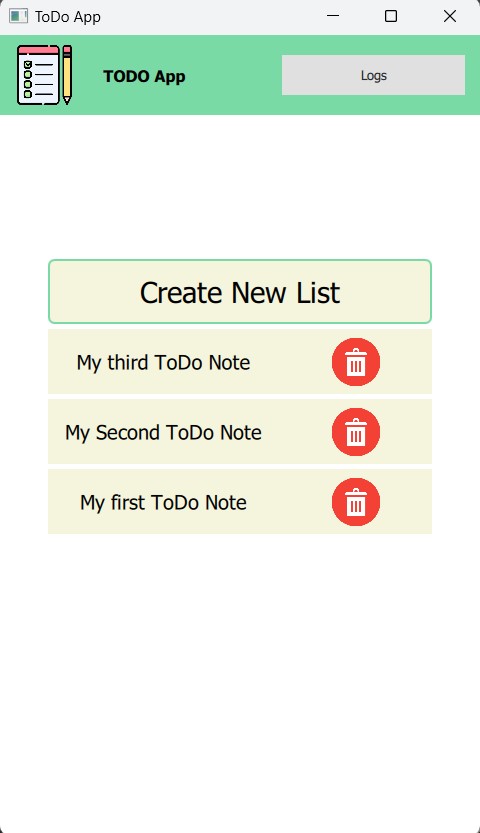 ToDo App
TODO App
Logs
Create New List
My third ToDo Note
My Second ToDo Note
My first ToDo Note